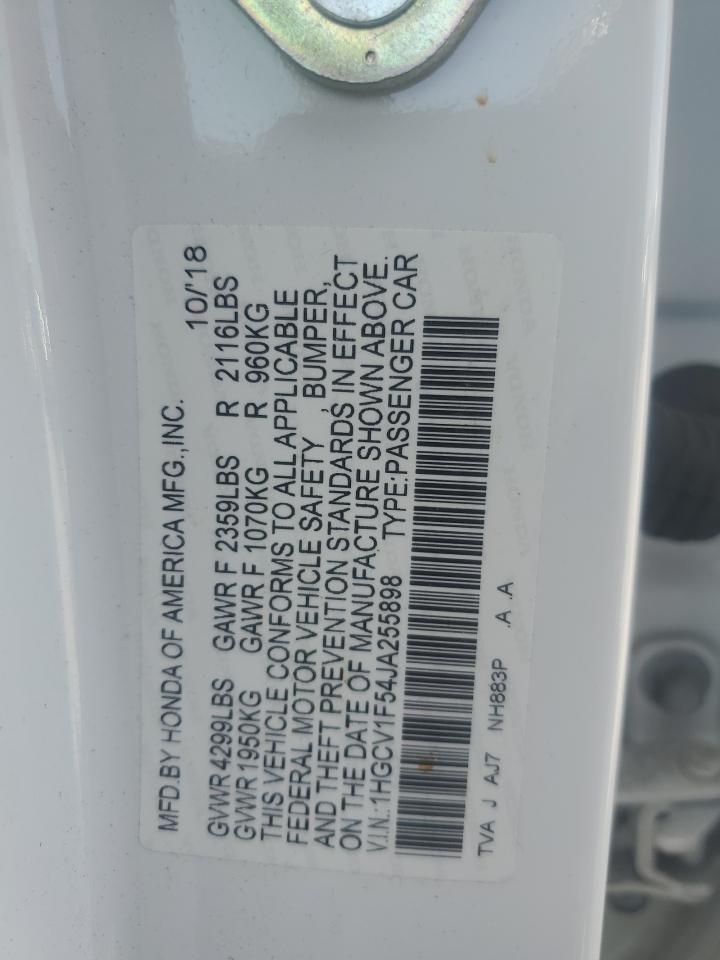 MFD.BY HONDA OF AMERICA MFG.,INC. 10/'18
GVWR 4299LBS GAWR F 2359LBS R 2116LBS
GVWR 1950KG GAWR F 1070KG R 960KG
THIS VEHICLE CONFORMS TO ALL APPLICABLE
FEDERAL MOTOR VEHICLE SAFETY , BUMPER,
AND THEFT PREVENTION STANDARDS, IN EFFECT
ON THE DATE OF MANUFACTURE SHOWN ABOVE.
V.I.N.:1HGCV1F54JA255898 TYPE:PASSENGER CAR
TVA J AJ7 NH883P .A .A